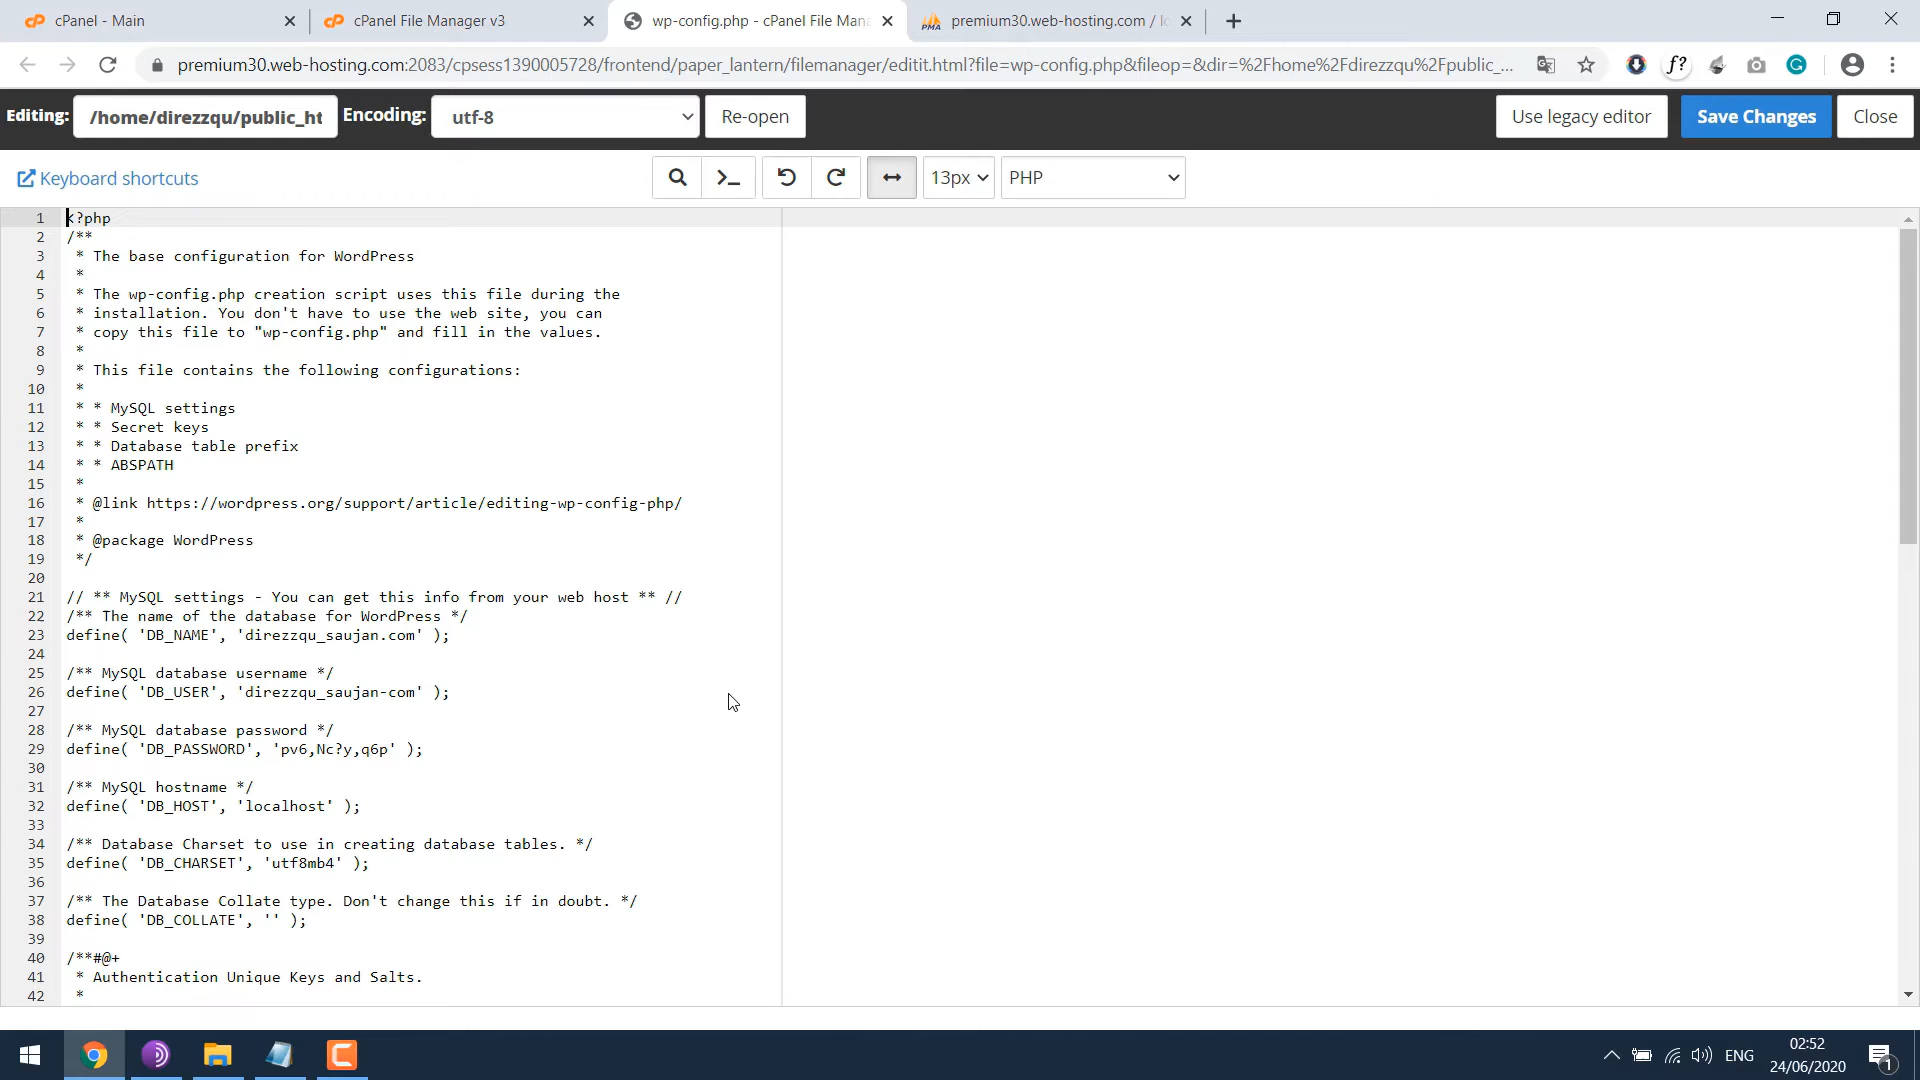 cPanel - Main
cPanel File Manager v3
wp-config.php - cPanel File Mana
PMA
premium30.web-hosting.com / lo
premium30.web-hosting.com:2083/cpsess1390005728/frontend/paper_lantern/filemanager/editit.html?file=wp-config.php&fileop=&dir=%2Fhome%2Fdirezzqu%2Fpublic_...
f?
Editing:
/home/direzzqu/public_ht
Encoding:
utf-8
Re-open
Use legacy editor
Save Changes
Close
Keyboard shortcuts
13px
PHP
1 <?php
2 /**
3 * The base configuration for WordPress
4 *
5 * The wp-config.php creation script uses this file during the
6 * installation. You don't have to use the web site, you can
7 * copy this file to "wp-config.php" and fill in the values.
8 *
9 * This file contains the following configurations:
10 *
11 * * MySQL settings
12 * * Secret keys
13 * * Database table prefix
14 * * ABSPATH
15 *
16 * @link https://wordpress.org/support/article/editing-wp-config-php/
17 *
18 * @package WordPress
19 */
20
21 // ** MySQL settings - You can get this info from your web host ** //
22 /** The name of the database for WordPress */
23 define( 'DB_NAME', 'direzzqu_saujan.com' );
24
25 /** MySQL database username */
26 define( 'DB_USER', 'direzzqu_saujan-com' );
27
28 /** MySQL database password */
29 define( 'DB_PASSWORD', 'pv6,Nc?y,q6p' );
30
31 /** MySQL hostname */
32 define( 'DB_HOST', 'localhost' );
33
34 /** Database Charset to use in creating database tables. */
35 define( 'DB_CHARSET', 'utf8mb4' );
36
37 /** The Database Collate type. Don't change this if in doubt. */
38 define( 'DB_COLLATE', '' );
39
40 /**#@+
41 * Authentication Unique Keys and Salts.
42 *
ENG
02:52
24/06/2020
1